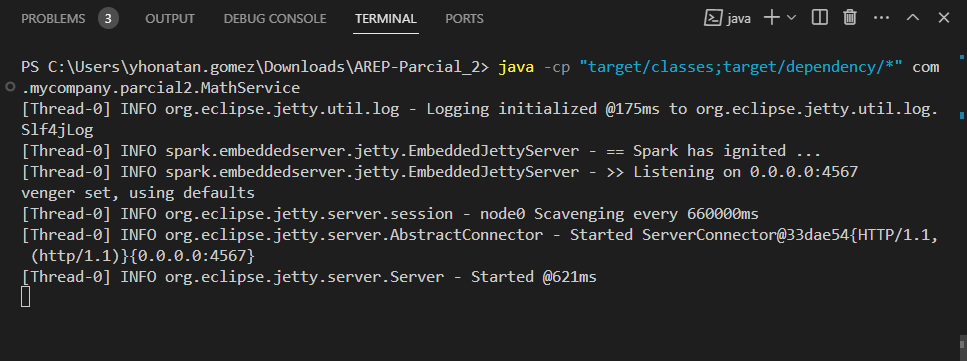 PROBLEMS 3 OUTPUT DEBUG CONSOLE TERMINAL PORTS java
PS C:\Users\yhonatan.gomez\Downloads\AREP-Parcial_2> java -cp "target/classes;target/dependency/*" com
.mycompany.parcial2.MathService
[Thread-0] INFO org.eclipse.jetty.util.log - Logging initialized @175ms to org.eclipse.jetty.util.log.
Slf4jLog
[Thread-0] INFO spark.embeddedserver.jetty.EmbeddedJettyServer - == Spark has ignited ...
[Thread-0] INFO spark.embeddedserver.jetty.EmbeddedJettyServer - >> Listening on 0.0.0.0:4567
venger set, using defaults
[Thread-0] INFO org.eclipse.jetty.server.session - node0 Scavenging every 660000ms
[Thread-0] INFO org.eclipse.jetty.server.AbstractConnector - Started ServerConnector@33dae54{HTTP/1.1,
 (http/1.1)}{0.0.0.0:4567}
[Thread-0] INFO org.eclipse.jetty.server.Server - Started @621ms